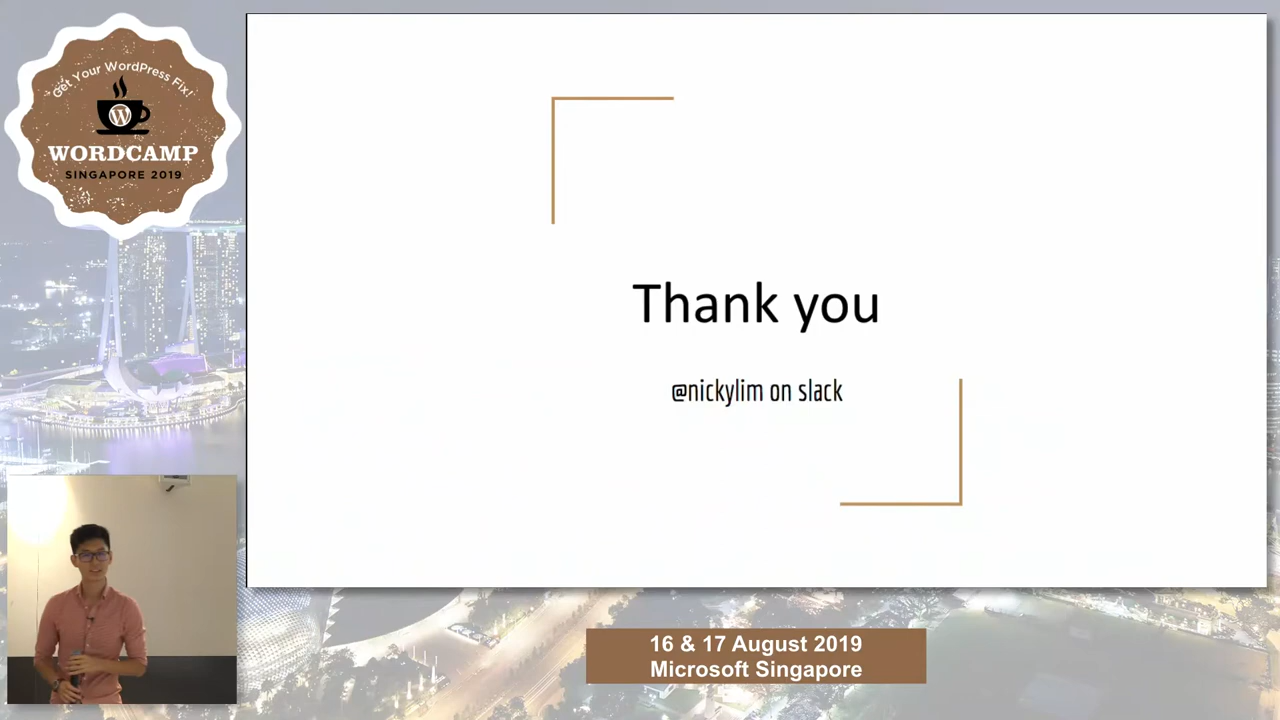 Get Your WordPress Fix!
W
WORDCAMP
SINGAPORE 2019
Thank you
@nickylim on slack
16 & 17 August 2019
Microsoft Singapore